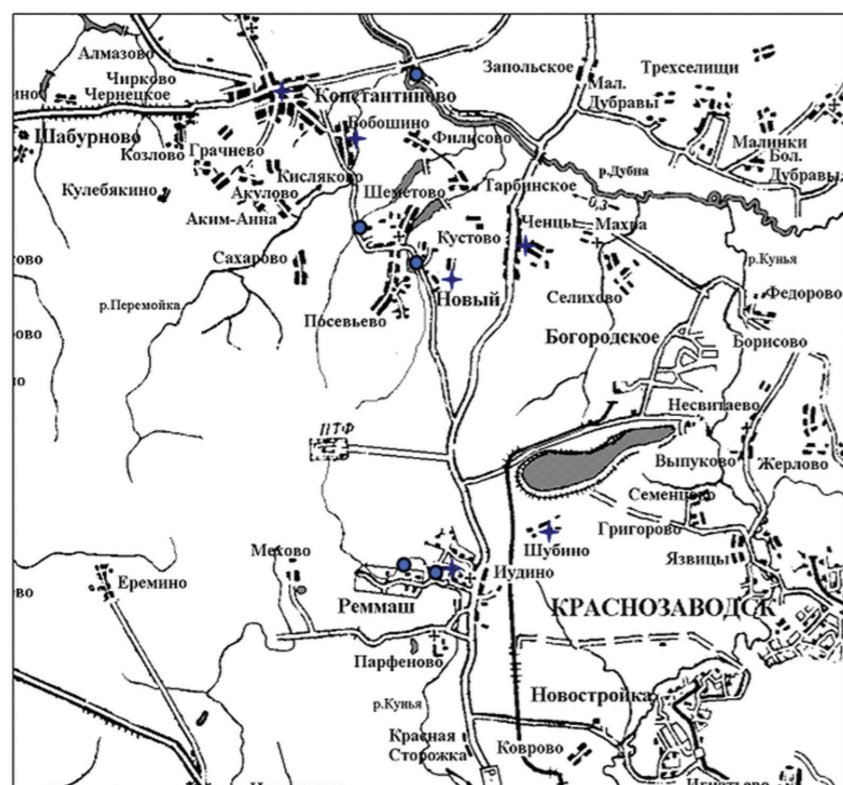 Алмазово
Запольское
Трехселищи
Чирково
Чернецкое
Константиново
Мал.
Дубравы
Шабурново
Бобошино
Филисово
Малинки
Козлово
Грачнево
Бол.
Дубравы
р.Дубна
Кулебякино
Акулово
Кисляково
Шеметово
Тарбинское
Аким-Анна
0,3
Ченцы
Махра
Кустово
Сахарово
р.Кунья
р.Перемойка
Новый
Селихово
Федорово
Посевьево
Богородское
Борисово
Несвитаево
ПТФ
Выпуково
Жерлово
Семенцово
Григорово
Шубино
Язвицы
Мехово
Еремино
Иудино
Реммаш
КРАСНОЗАВОДСК
Парфеново
Новостройка
р.Кунья
Красная
Сторожка
Коврово